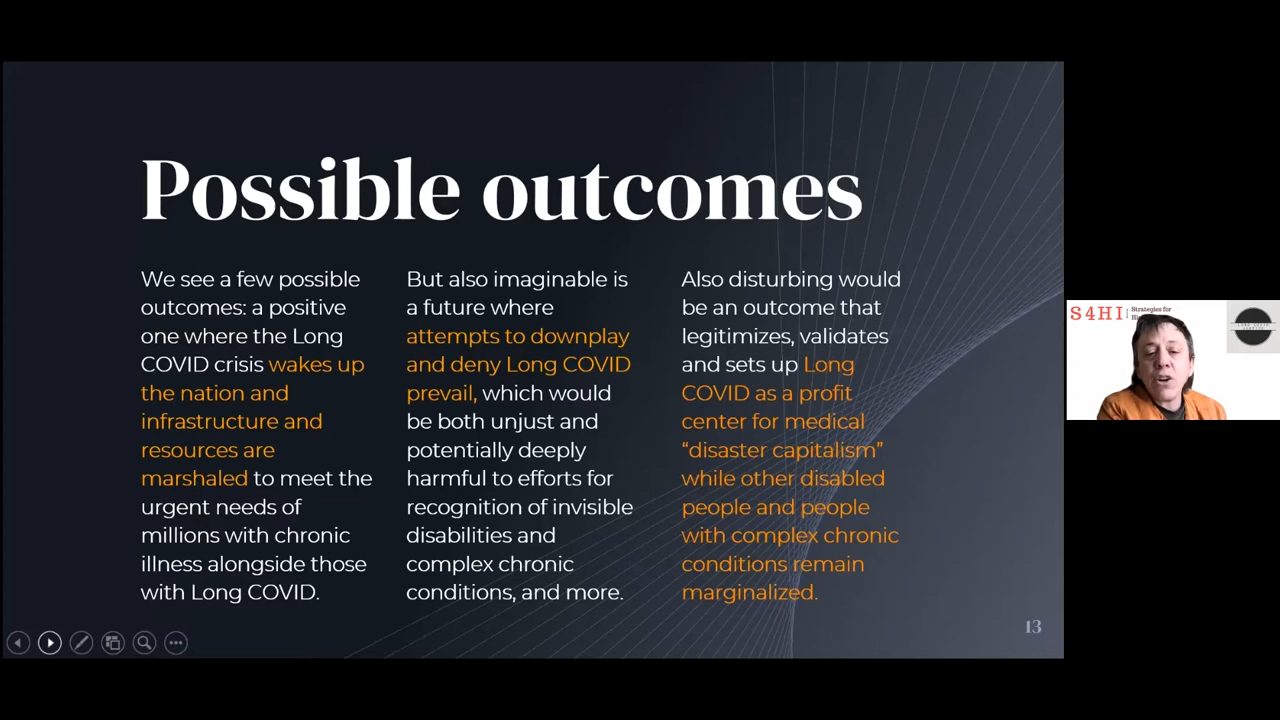 Possible outcomes
We see a few possible
outcomes: a positive
one where the Long
COVID crisis wakes up
the nation and
infrastructure and
resources are
marshaled to meet the
urgent needs of
millions with chronic
illness alongside those
with Long COVID.
But also imaginable is
a future where
attempts to downplay
and deny Long COVID
prevail, which would
be both unjust and
potentially deeply
harmful to efforts for
recognition of invisible
disabilities and
complex chronic
conditions, and more.
Also disturbing would
be an outcome that
legitimizes, validates
and sets up Long
COVID as a profit
center for medical
“disaster capitalism”
while other disabled
people and people
with complex chronic
conditions remain
marginalized.
13
S4HI
Strategies for